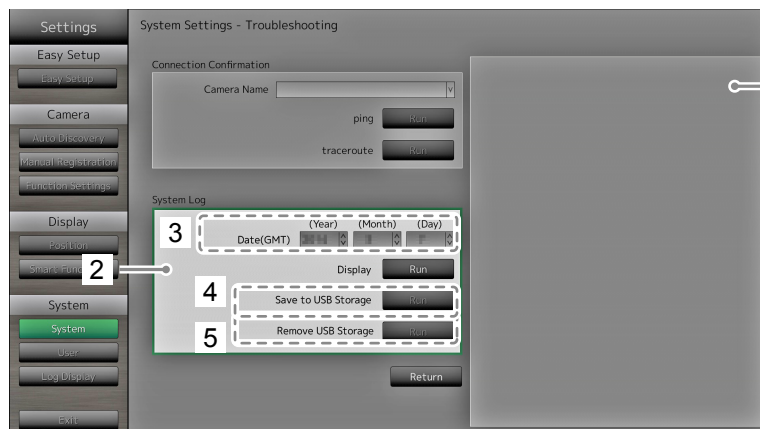 Settings
System Settings - Troubleshooting
Easy Setup
Easy Setup
Connection Confirmation
Camera Name
ping Run
traceroute Run
Camera
Auto Discovery
Manual Registration
Function Settings
System Log
3
(Year) (Month) (Day)
Date(GMT)
Display
Position
2
Display Run
4
Save to USB Storage Run
5
Remove USB Storage Run
System
System
User
Log Display
Return
Exit